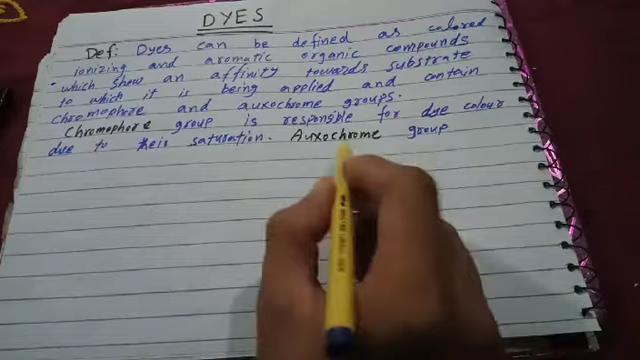 DYES
Def: Dyes can be defined as colored
ionizing and aromatic organic compounds
which show an affinity towards substrate
to which it is being applied and contain
chromophore and auxochrome groups.
Chromophore group is responsible for dye colour
due to their saturation. Auxochrome group